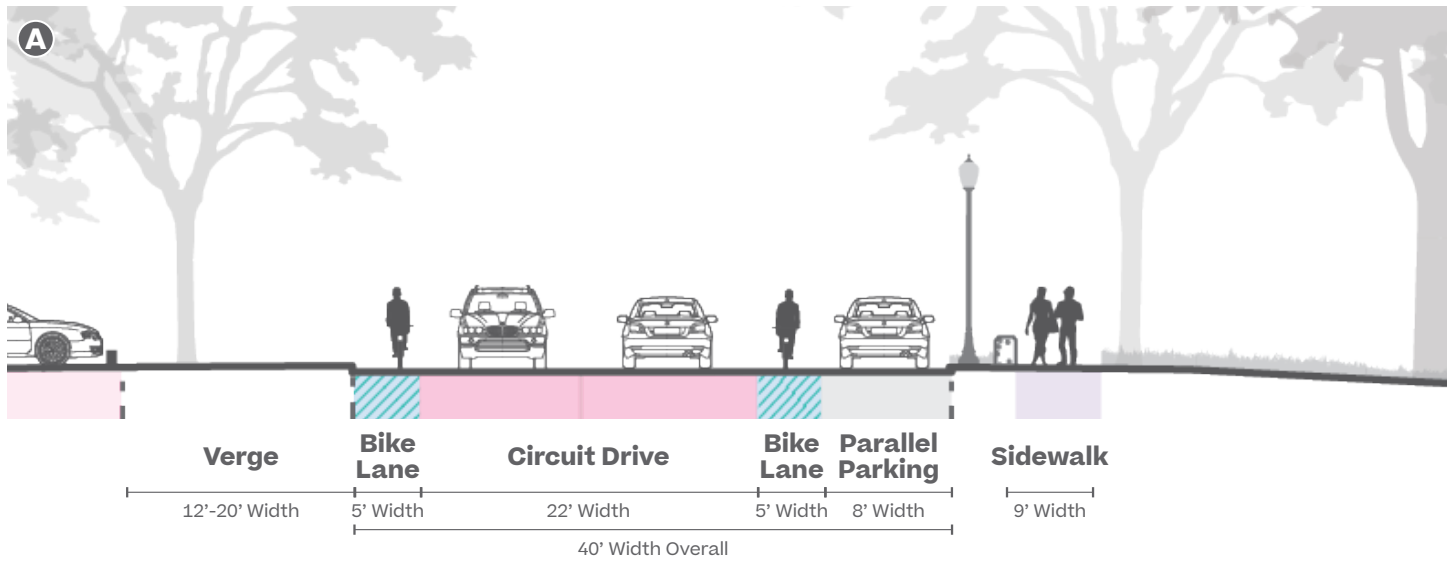 A
Verge
Bike
Lane
Circuit Drive
Bike
Lane
Parallel
Parking
Sidewalk
12’-20’ Width
5’ Width
22’ Width
5’ Width
8’ Width
9’ Width
40’ Width Overall